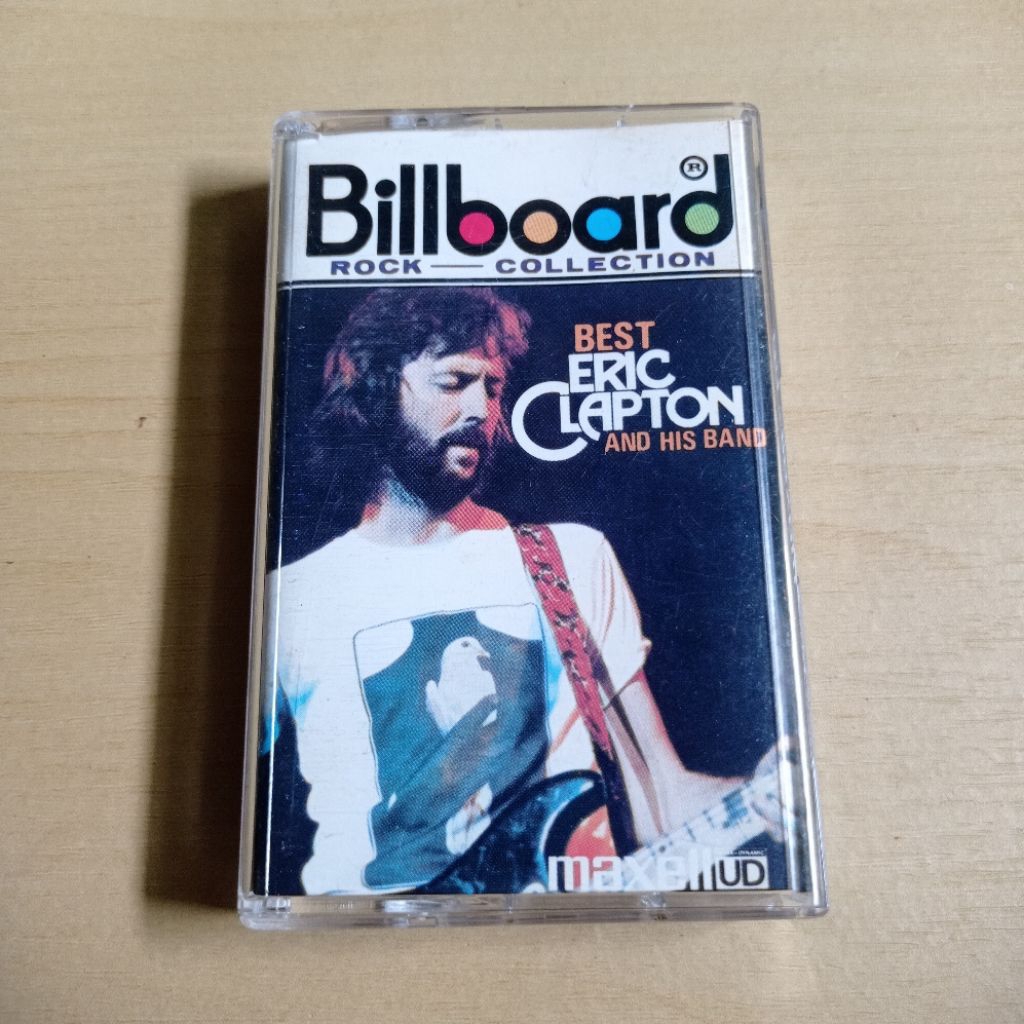 Billboard®
ROCK — COLLECTION
BEST
ERIC
CLAPTON
AND HIS BAND
maxell UD